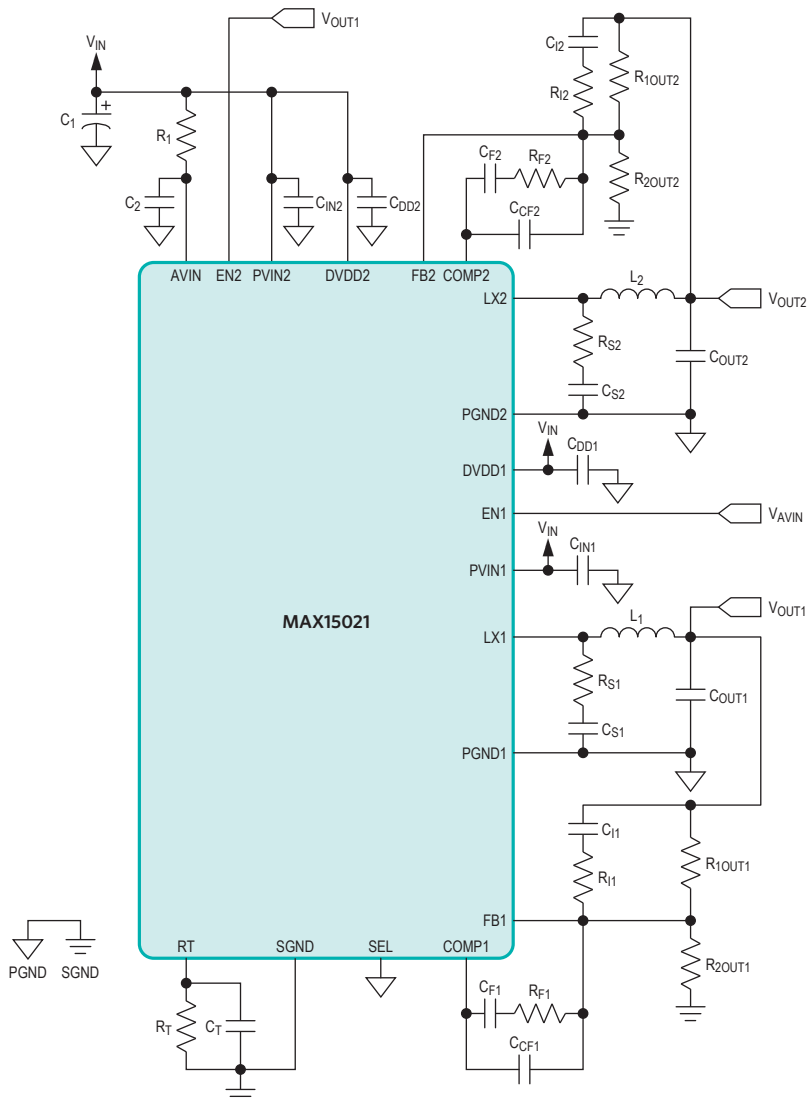 VOUT1
VIN
C1
+
R1
C2
CIN2
CDD2
CI2
RI2
R1OUT2
CF2
RF2
R2OUT2
CCF2
AVIN
EN2
PVIN2
DVDD2
FB2
COMP2
LX2
L2
VOUT2
RS2
COUT2
CS2
PGND2
VIN
CDD1
DVDD1
EN1
VAVIN
VIN
CIN1
PVIN1
MAX15021
VOUT1
LX1
L1
RS1
COUT1
CS1
PGND1
CI1
RI1
R1OUT1
FB1
RT
SGND
SEL
COMP1
PGND
SGND
R2OUT1
CF1
RF1
RT
CT
CCF1